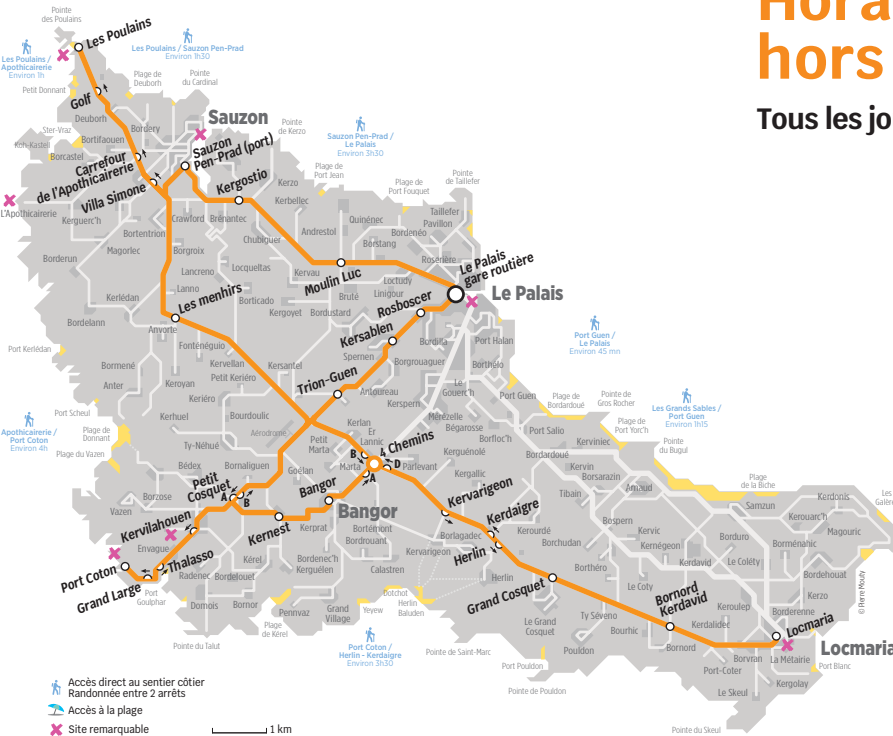 Hora
hors
Tous les jo
Pointe
des Poulains
Les Poulains
Les Poulains /
Apothicairerie
Environ 1h
Les Poulains / Sauzon Pen-Prad
Environ 1h30
Petit Donnant
Golf
Plage de
Deuborh
Pointe
du Cardinal
Deuborh
Bordery
Ster-Vraz
Bortifaouen
Koh-Kastell
Borcastel
Carrefour
de l'Apothicairerie
Villa Simone
Sauzon
Sauzon
Pen-Prad (port)
Pointe
de Kerzo
Sauzon Pen-Prad /
Le Palais
Environ 3h30
Plage de
Port Jean
Plage de
Port Fouquet
Pointe
de Taillefer
L'Apothicairerie
Kerguerc'h
Kergostio
Kerzo
Kerbellec
Crawford
Brénantec
Andrestol
Quinénec
Bordenéo
Taillefer
Pavillon
Bortentrion
Chubiguer
Borstang
Roserière
Magorlec
Borgroix
Borderun
Lancreno
Locqueltas
Kervau
Moulin Luc
Loctudy
Linigour
Le Palais
gare routière
Le Palais
Kerlédan
Lanno
Les menhirs
Borticado
Bruté
Kergoyet
Bordustard
Rosboscer
Bordelann
Anvorte
Kersablen
Bordilla
Port Halan
Port Guen /
Le Palais
Environ 45 mn
Port Kerlédan
Fonténéguio
Spernen
Borgrouaguer
Borthélo
Bormené
Kervellan
Kersantel
Trion-Guen
Anter
Keroyan
Petit Keriéro
Antoureau
Le
Gouerc'h
Port Guen
Keriéro
Kerspern
Plage de
Bordardoué
Pointe de
Gros Rocher
Les Grands Sables /
Port Guen
Environ 1h15
Apothicairerie /
Port Coton
Environ 4h
Port Scheul
Kerhuel
Bourdoulic
Kerlan
Mérézelle
Plage de
Donnant
Aérodrome
Er
Lannic
Bégarosse
Port Salio
Plage de
Port Yorc'h
Plage du Vazen
Ty-Néhué
Petit
Marta
4 Chemins
Borfloc'h
Kerviniec
Pointe
du Bugul
Bédex
Bornaliguen
Goélan
Marta
B
D
A
Parlevant
Kerguénolé
Bordardoué
Kervin
Petit
Cosquet
A
B
Kergallic
Borsarazin
Plage
de la Biche
Borzose
Bangor
Bangor
Kervarigeon
Tibain
Arnaud
Kerdonis
Les
Galère
Vazen
Kervilahouen
Kernest
Kerprat
Bortémont
Kerdaigre
Samzun
Kerouarc'h
Envague
Bordrouant
Borlagadec
Kerourdé
Bospern
Kervic
Borduro
Magouric
Thalasso
Kérel
Bordenec'h
Kervarigeon
Herlin
Borchudan
Kernégeon
Borménahic
Port Coton
Radenec
Bordelouet
Kerguélen
Calastren
Herlin
Borthéro
Kerdavid
Le Coléty
Bordehouat
Grand Large
Port
Goulphar
Grand Cosquet
Le Coty
Bornord
Kerdavid
Kerzo
© Pierre Mouty
Domois
Bornor
Pennvaz
Grand
Village
Yeyew
Dotchot
Herlin
Baluden
Ty Séveno
Keroulep
Borderenne
Plage
de Kérel
Le Grand
Cosquet
Bourhic
Kerdalidec
Locmaria
Pointe du Talut
Port Coton /
Herlin - Kerdaigre
Environ 3h30
Pointe de Saint-Marc
Pouldon
Bornord
Borvran
La Métairie
Locmaria
Port Pouldon
Port-Coter
Port Blanc
Kergolay
Pointe de Pouldon
Le Skeul
Pointe du Skeul
Accès direct au sentier côtier
Randonnée entre 2 arrêts
Accès à la plage
Site remarquable
1 km